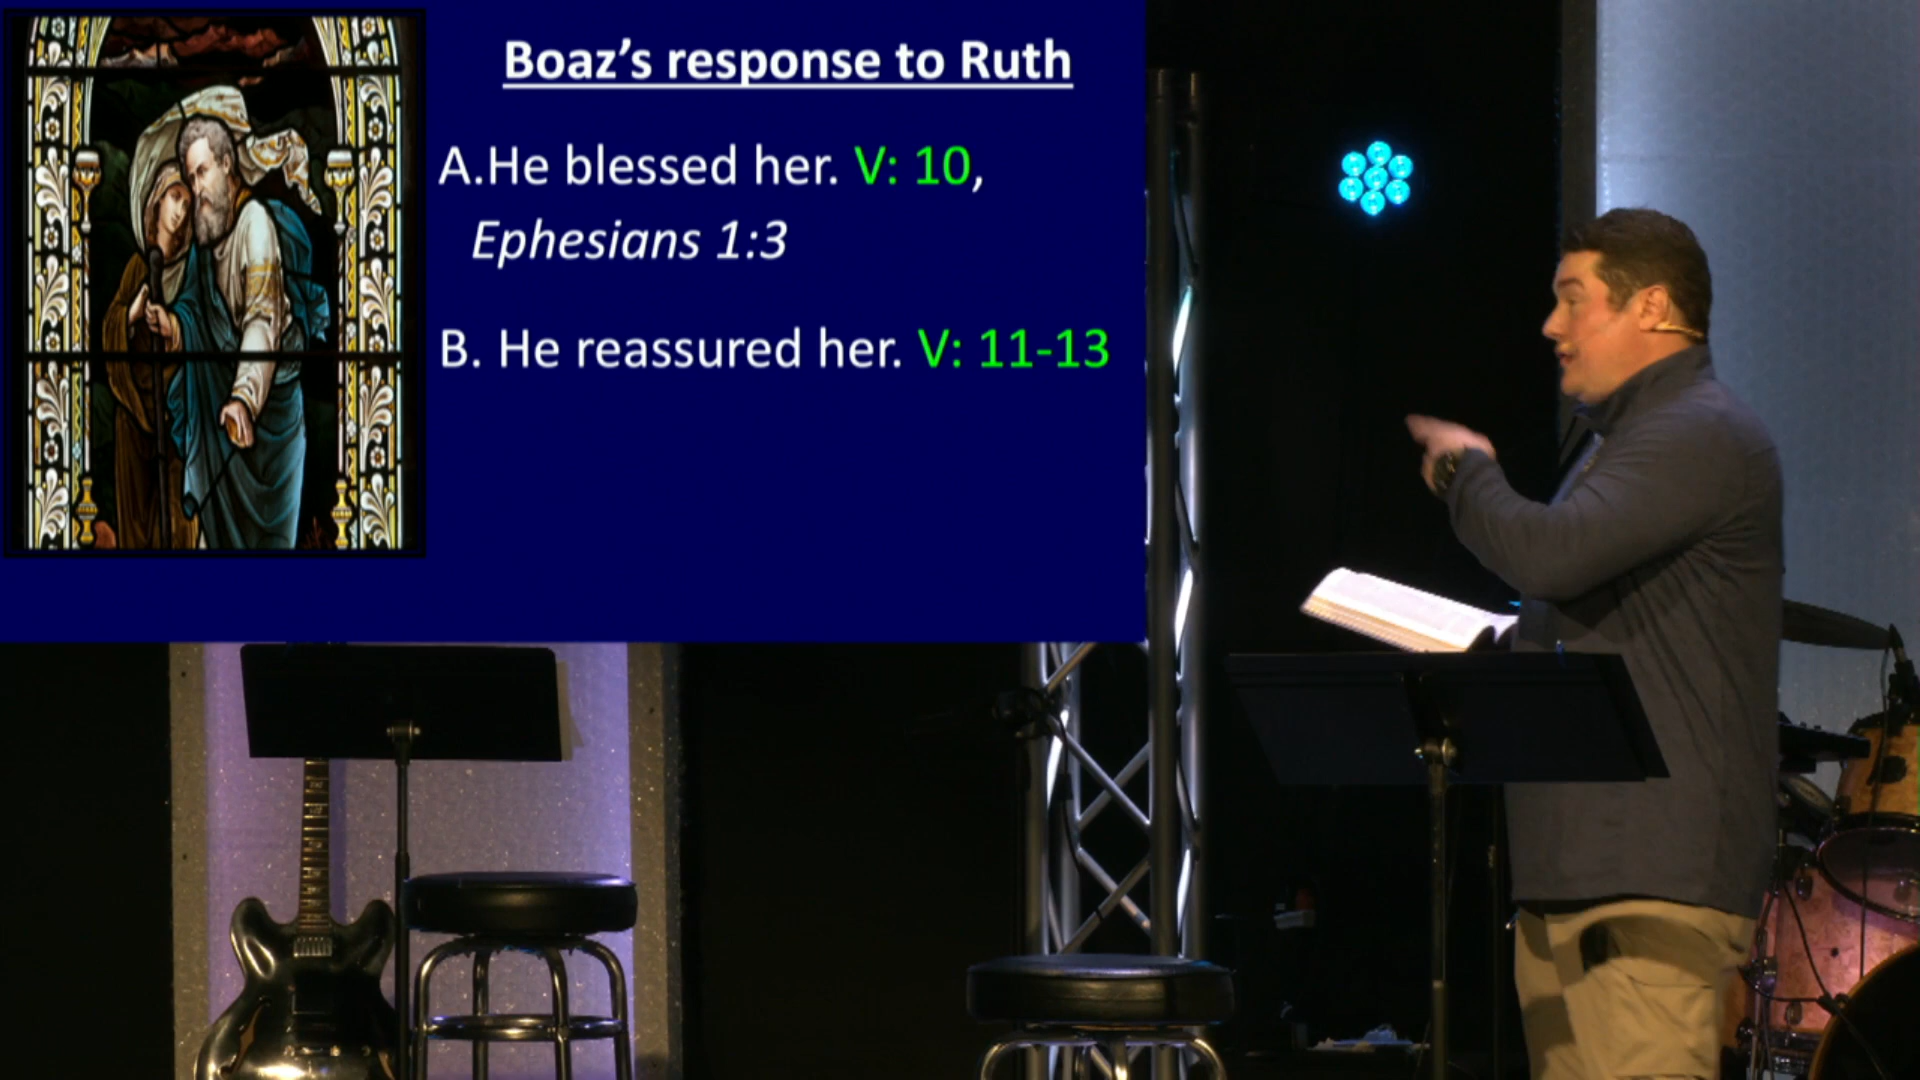 Boaz’s response to Ruth
A.He blessed her. V: 10,
Ephesians 1:3
B. He reassured her. V: 11-13